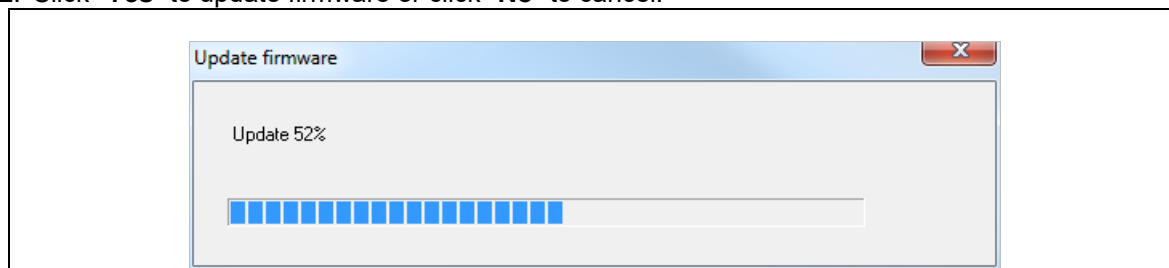 2. Click "Yes" to update firmware or click "No" to cancel.
Update firmware
Update 52%